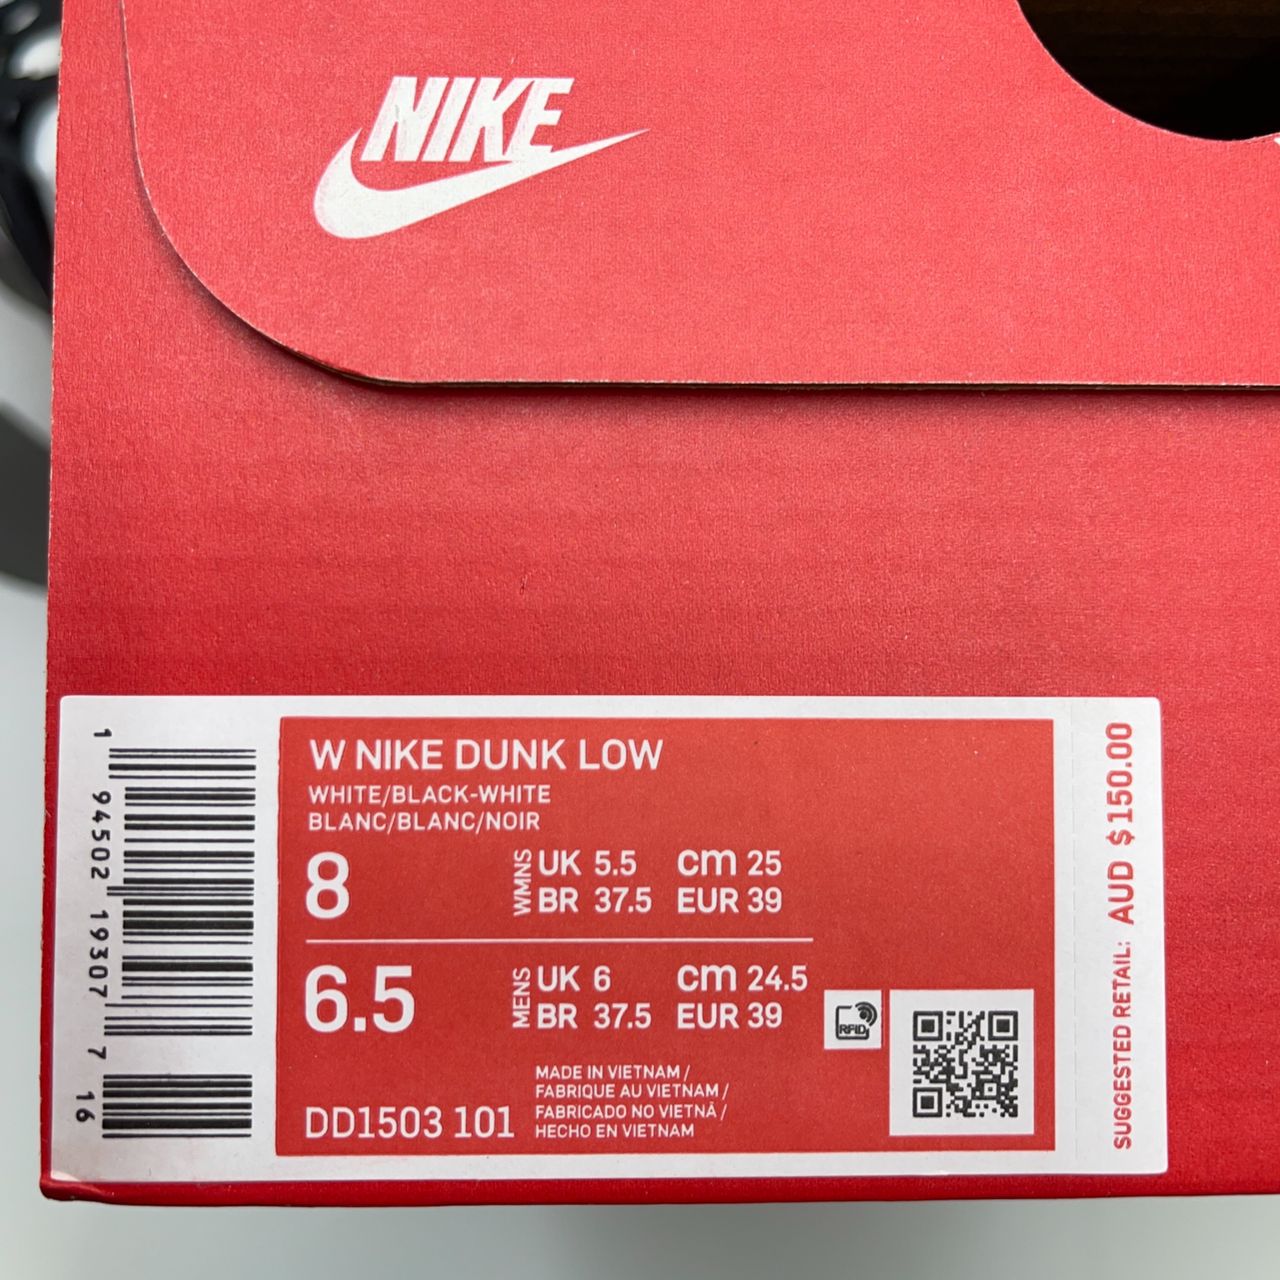 NIKE
W NIKE DUNK LOW
WHITE/BLACK-WHITE
BLANC/BLANC/NOIR
8
WMNS
UK 5.5 cm 25
BR 37.5 EUR 39
6.5
MENS
UK 6 cm 24.5
BR 37.5 EUR 39
RFID
MADE IN VIETNAM /
FABRIQUE AU VIETNAM /
FABRICADO NO VIETNÃ /
HECHO EN VIETNAM
DD1503 101
1 94502 19307 7 16
SUGGESTED RETAIL: AUD $150.00